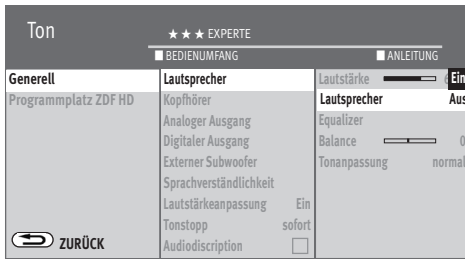 Ton
★ ★ ★ EXPERTE
BEDIENUMFANG
ANLEITUNG
Generell
Programmplatz ZDF HD
ZURÜCK
Lautsprecher
Kopfhörer
Analoger Ausgang
Digitaler Ausgang
Externer Subwoofer
Sprachverständlichkeit
Lautstärkeanpassung Ein
Tonstopp sofort
Audiodiscription
Lautstärke
Ein
Lautsprecher Aus
Equalizer
Balance 0
Tonanpassung normal